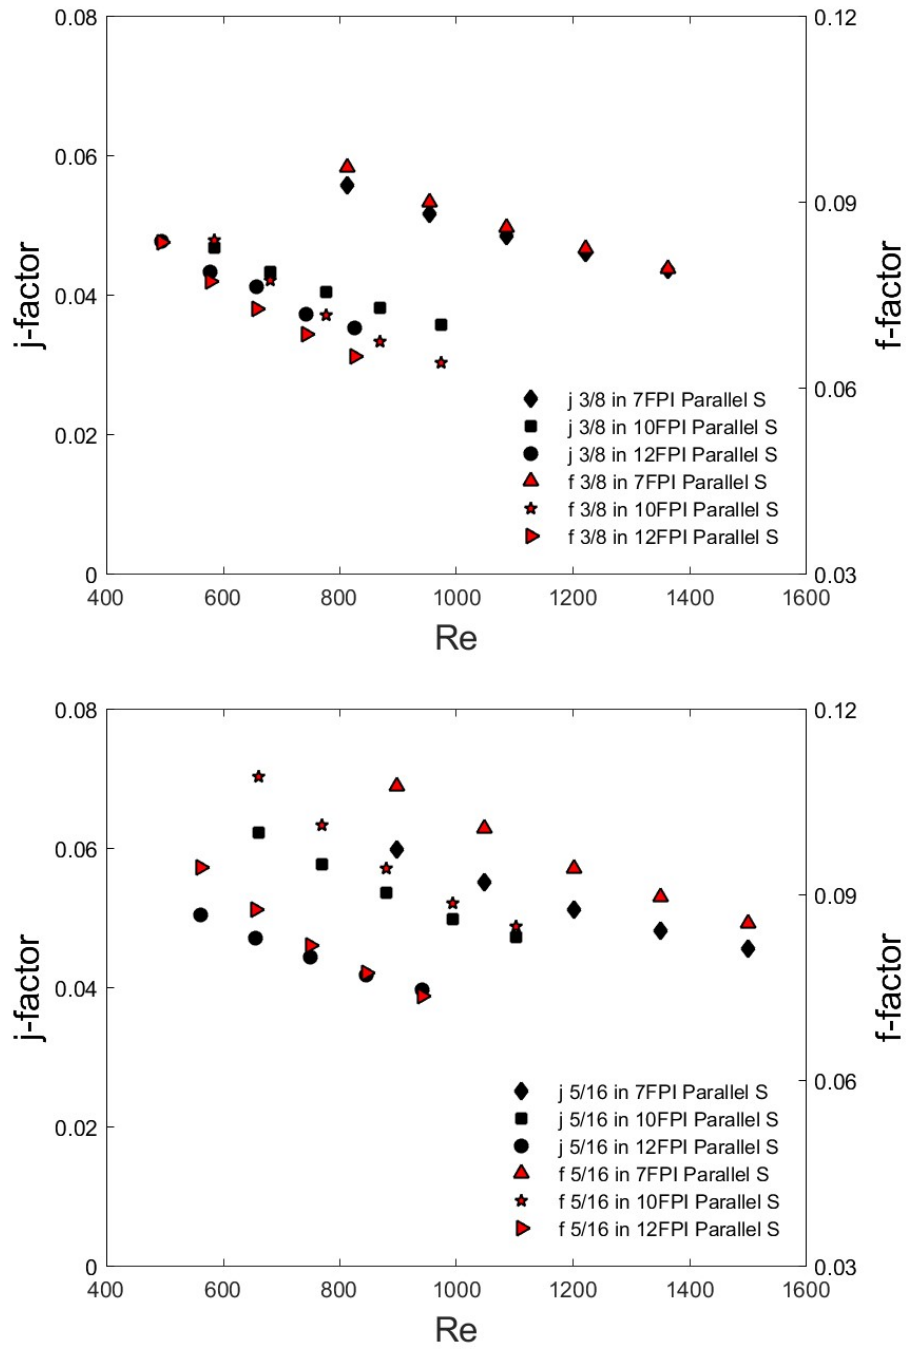 0.08
0.06
0.04
0.02
0
j-factor
0.12
0.09
0.06
0.03
f-factor
j 3/8 in 7FPI Parallel S
j 3/8 in 10FPI Parallel S
j 3/8 in 12FPI Parallel S
f 3/8 in 7FPI Parallel S
f 3/8 in 10FPI Parallel S
f 3/8 in 12FPI Parallel S
400 600 800 1000 1200 1400 1600
Re
0.08
0.06
0.04
0.02
0
j-factor
0.12
0.09
0.06
0.03
f-factor
j 5/16 in 7FPI Parallel S
j 5/16 in 10FPI Parallel S
j 5/16 in 12FPI Parallel S
f 5/16 in 7FPI Parallel S
f 5/16 in 10FPI Parallel S
f 5/16 in 12FPI Parallel S
400 600 800 1000 1200 1400 1600
Re